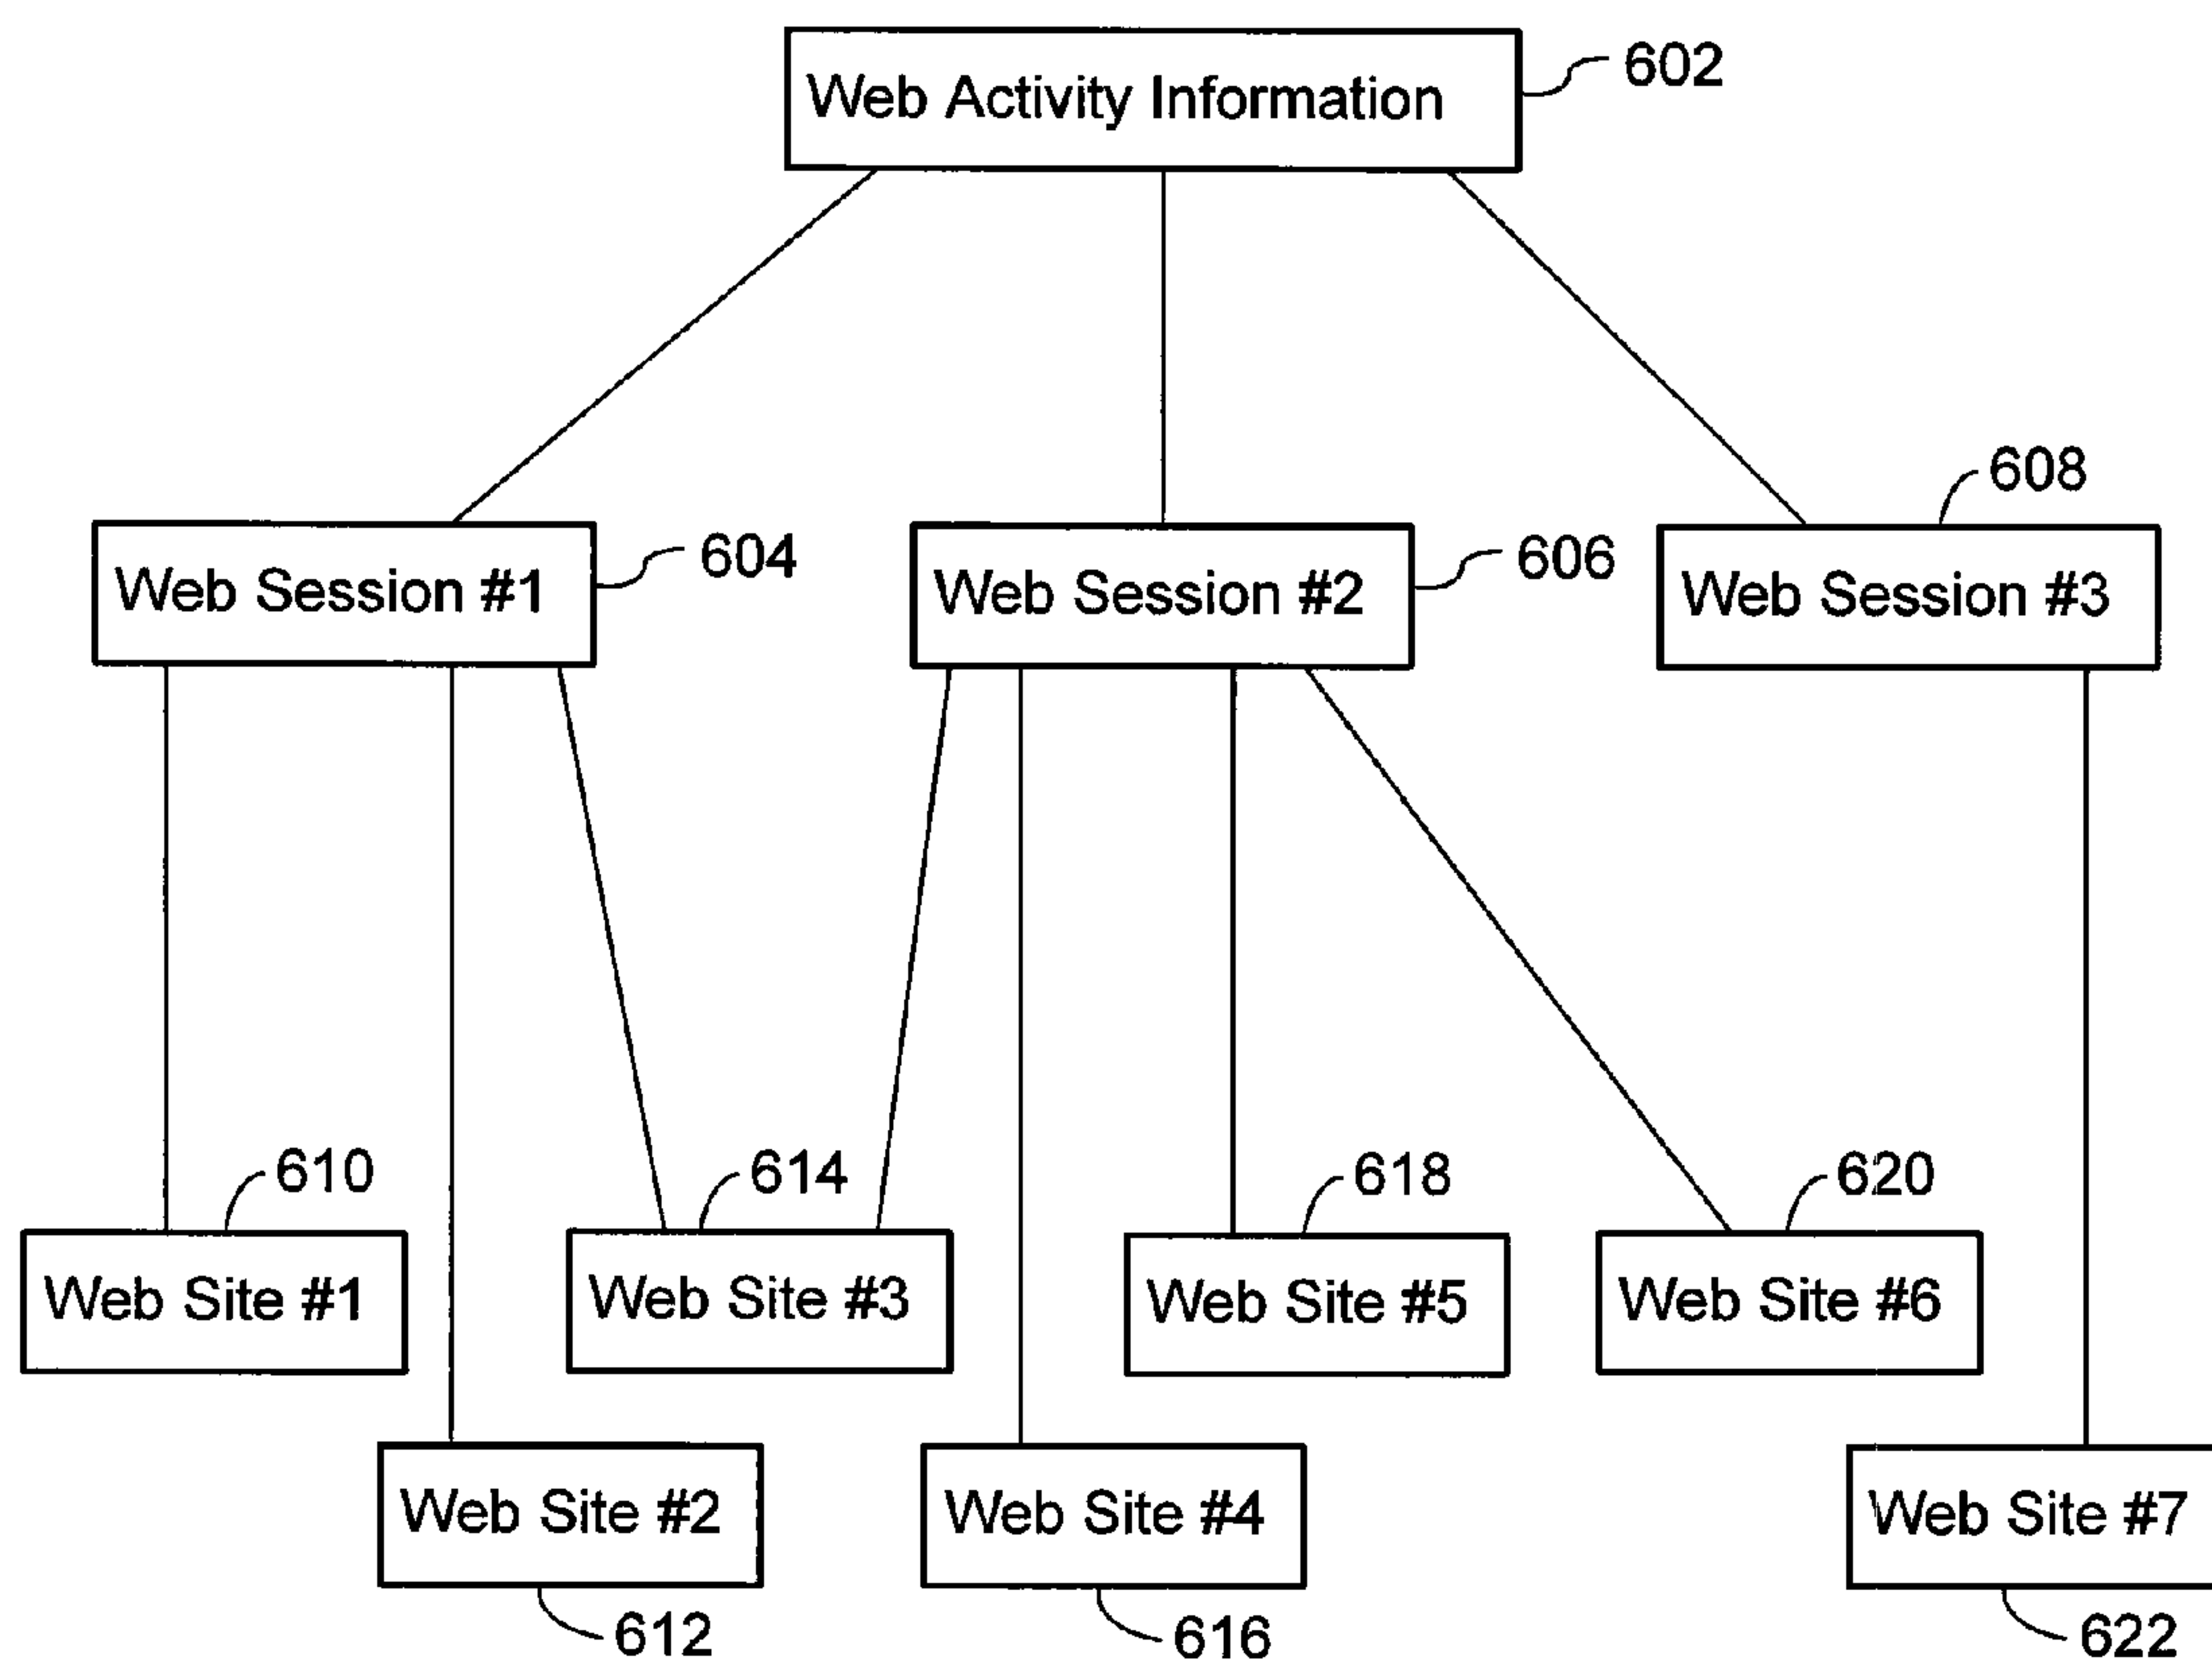 602
Web Activity Information
608
604
606
Web Session #1
Web Session #2
Web Session #3
610
614
618
620
Web Site #1
Web Site #3
Web Site #5
Web Site #6
Web Site #2
Web Site #4
Web Site #7
612
616
622